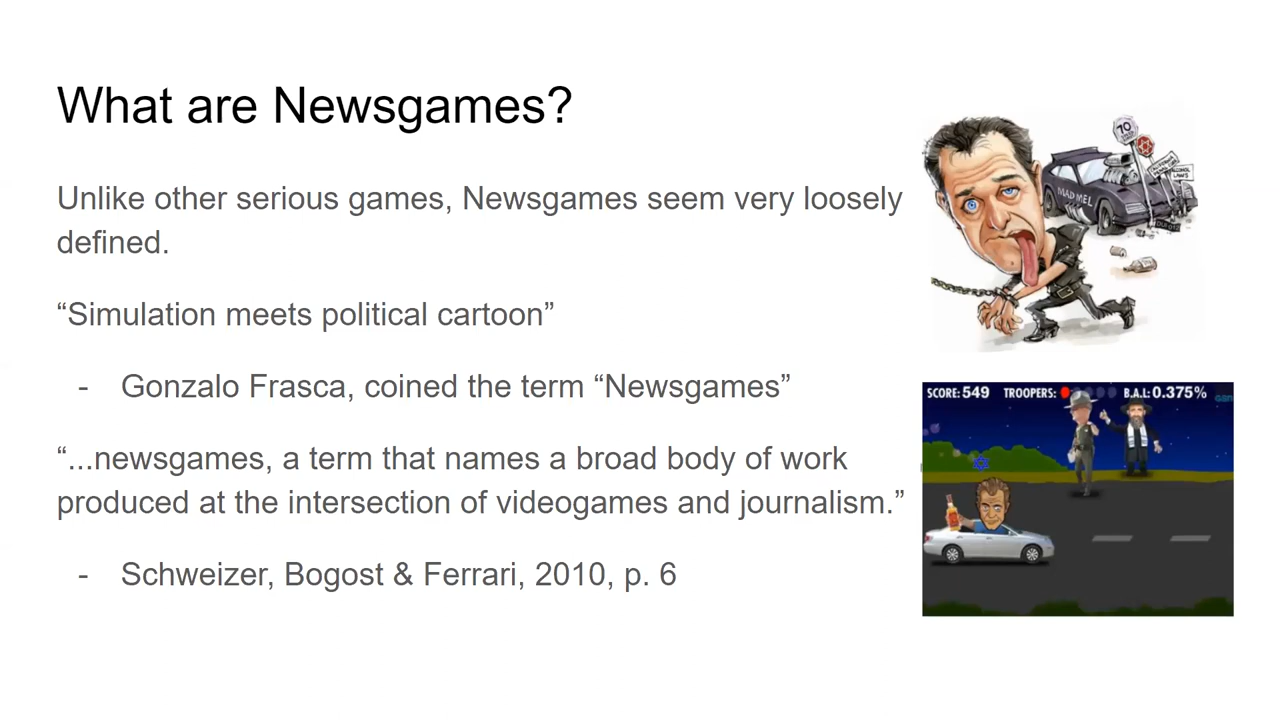 What are Newsgames?
Unlike other serious games, Newsgames seem very loosely
defined.
“Simulation meets political cartoon”
- Gonzalo Frasca, coined the term “Newsgames”
“...newsgames, a term that names a broad body of work
produced at the intersection of videogames and journalism.”
- Schweizer, Bogost & Ferrari, 2010, p. 6
70
MAD MEL
ALCOHOL
LAWS
SCORE: 549 TROOPERS: B.A.L: 0.375%